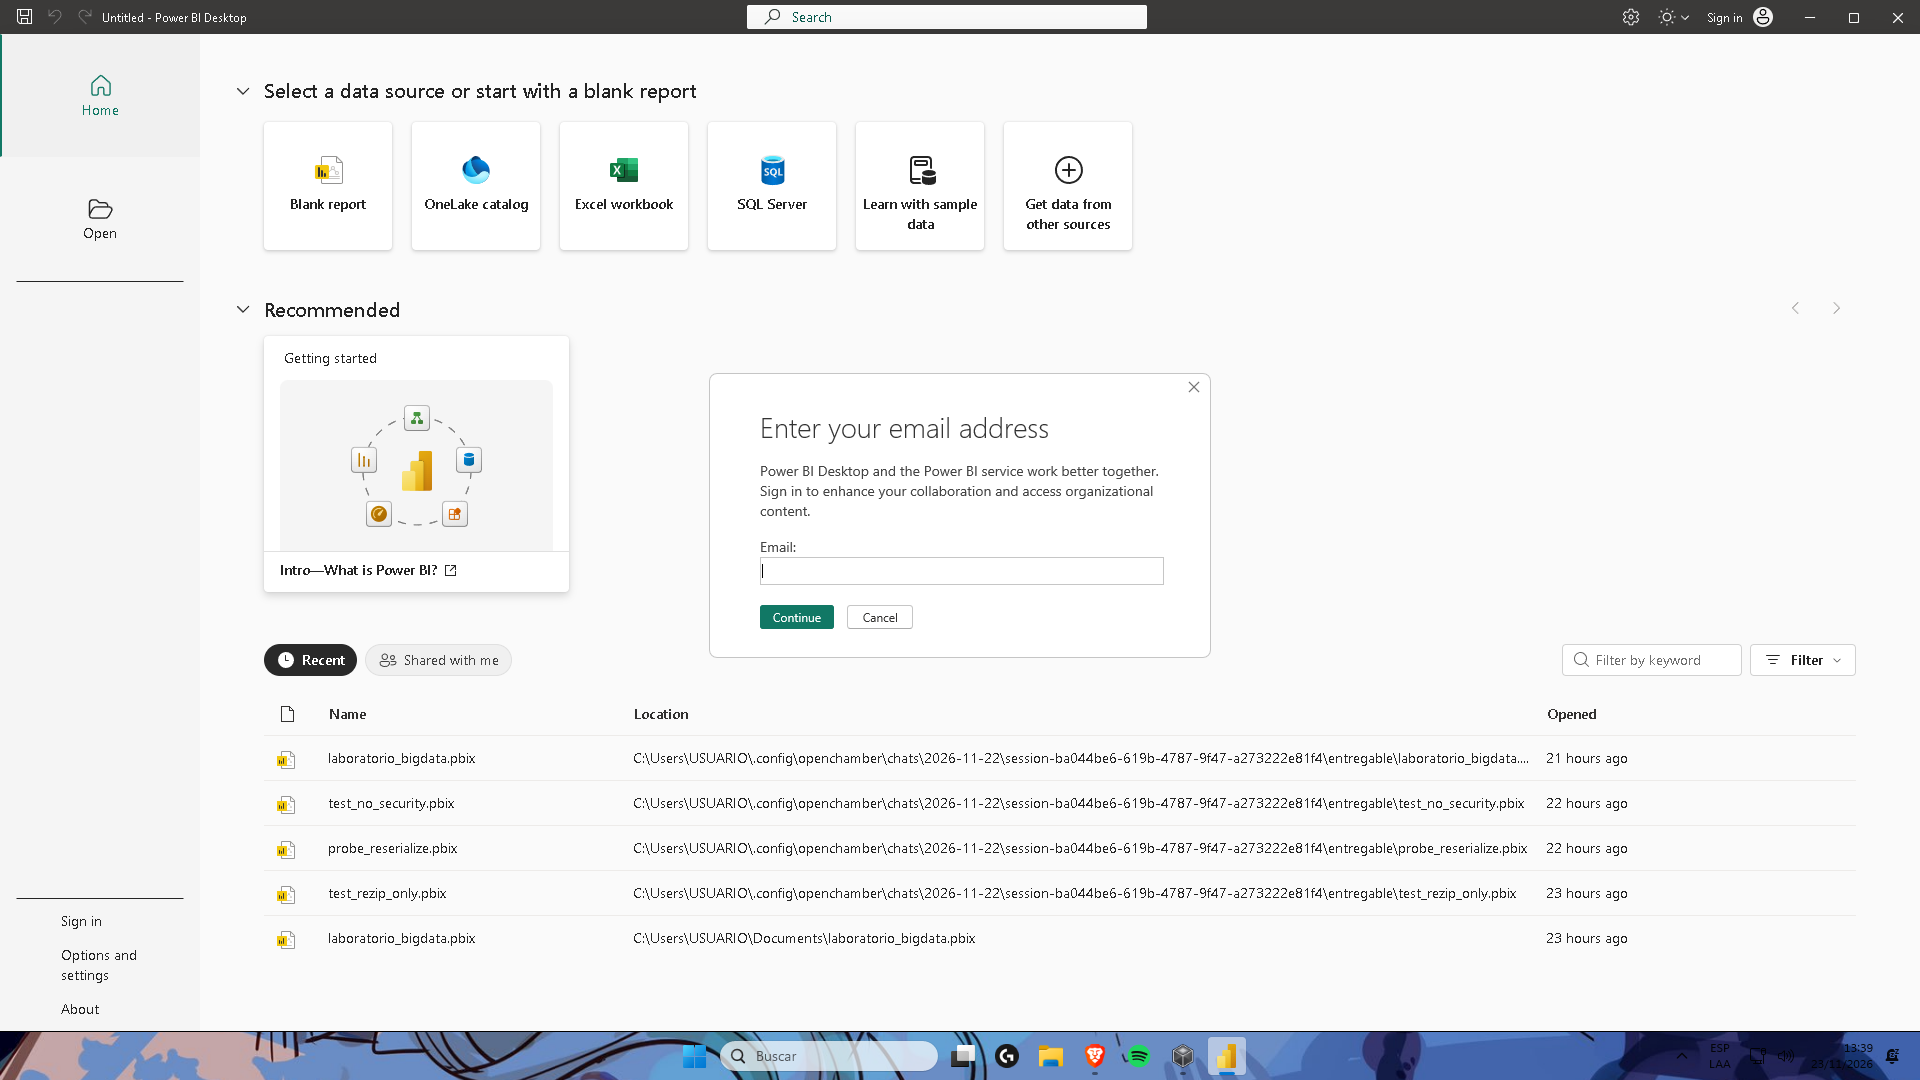 Untitled - Power BI Desktop
Search
Sign in
Home
Open
Select a data source or start with a blank report
Blank report
OneLake catalog
Excel workbook
SQL
SQL Server
Learn with sample
data
Get data from
other sources
Recommended
Getting started
Intro—What is Power BI?
Enter your email address
Power BI Desktop and the Power BI service work better together.
Sign in to enhance your collaboration and access organizational
content.
Email:
Continue
Cancel
Recent
Shared with me
Filter by keyword
Filter
Name
Location
Opened
laboratorio_bigdata.pbix
C:\Users\USUARIO\.config\openchamber\chats\2026-11-22\session-ba044be6-619b-4787-9f47-a273222e81f4\entregable\laboratorio_bigdata....
21 hours ago
test_no_security.pbix
C:\Users\USUARIO\.config\openchamber\chats\2026-11-22\session-ba044be6-619b-4787-9f47-a273222e81f4\entregable\test_no_security.pbix
22 hours ago
probe_reserialize.pbix
C:\Users\USUARIO\.config\openchamber\chats\2026-11-22\session-ba044be6-619b-4787-9f47-a273222e81f4\entregable\probe_reserialize.pbix
22 hours ago
test_rezip_only.pbix
C:\Users\USUARIO\.config\openchamber\chats\2026-11-22\session-ba044be6-619b-4787-9f47-a273222e81f4\entregable\test_rezip_only.pbix
23 hours ago
laboratorio_bigdata.pbix
C:\Users\USUARIO\Documents\laboratorio_bigdata.pbix
23 hours ago
Sign in
Options and
settings
About
Buscar
ESP
LAA
13:39
23/11/2026